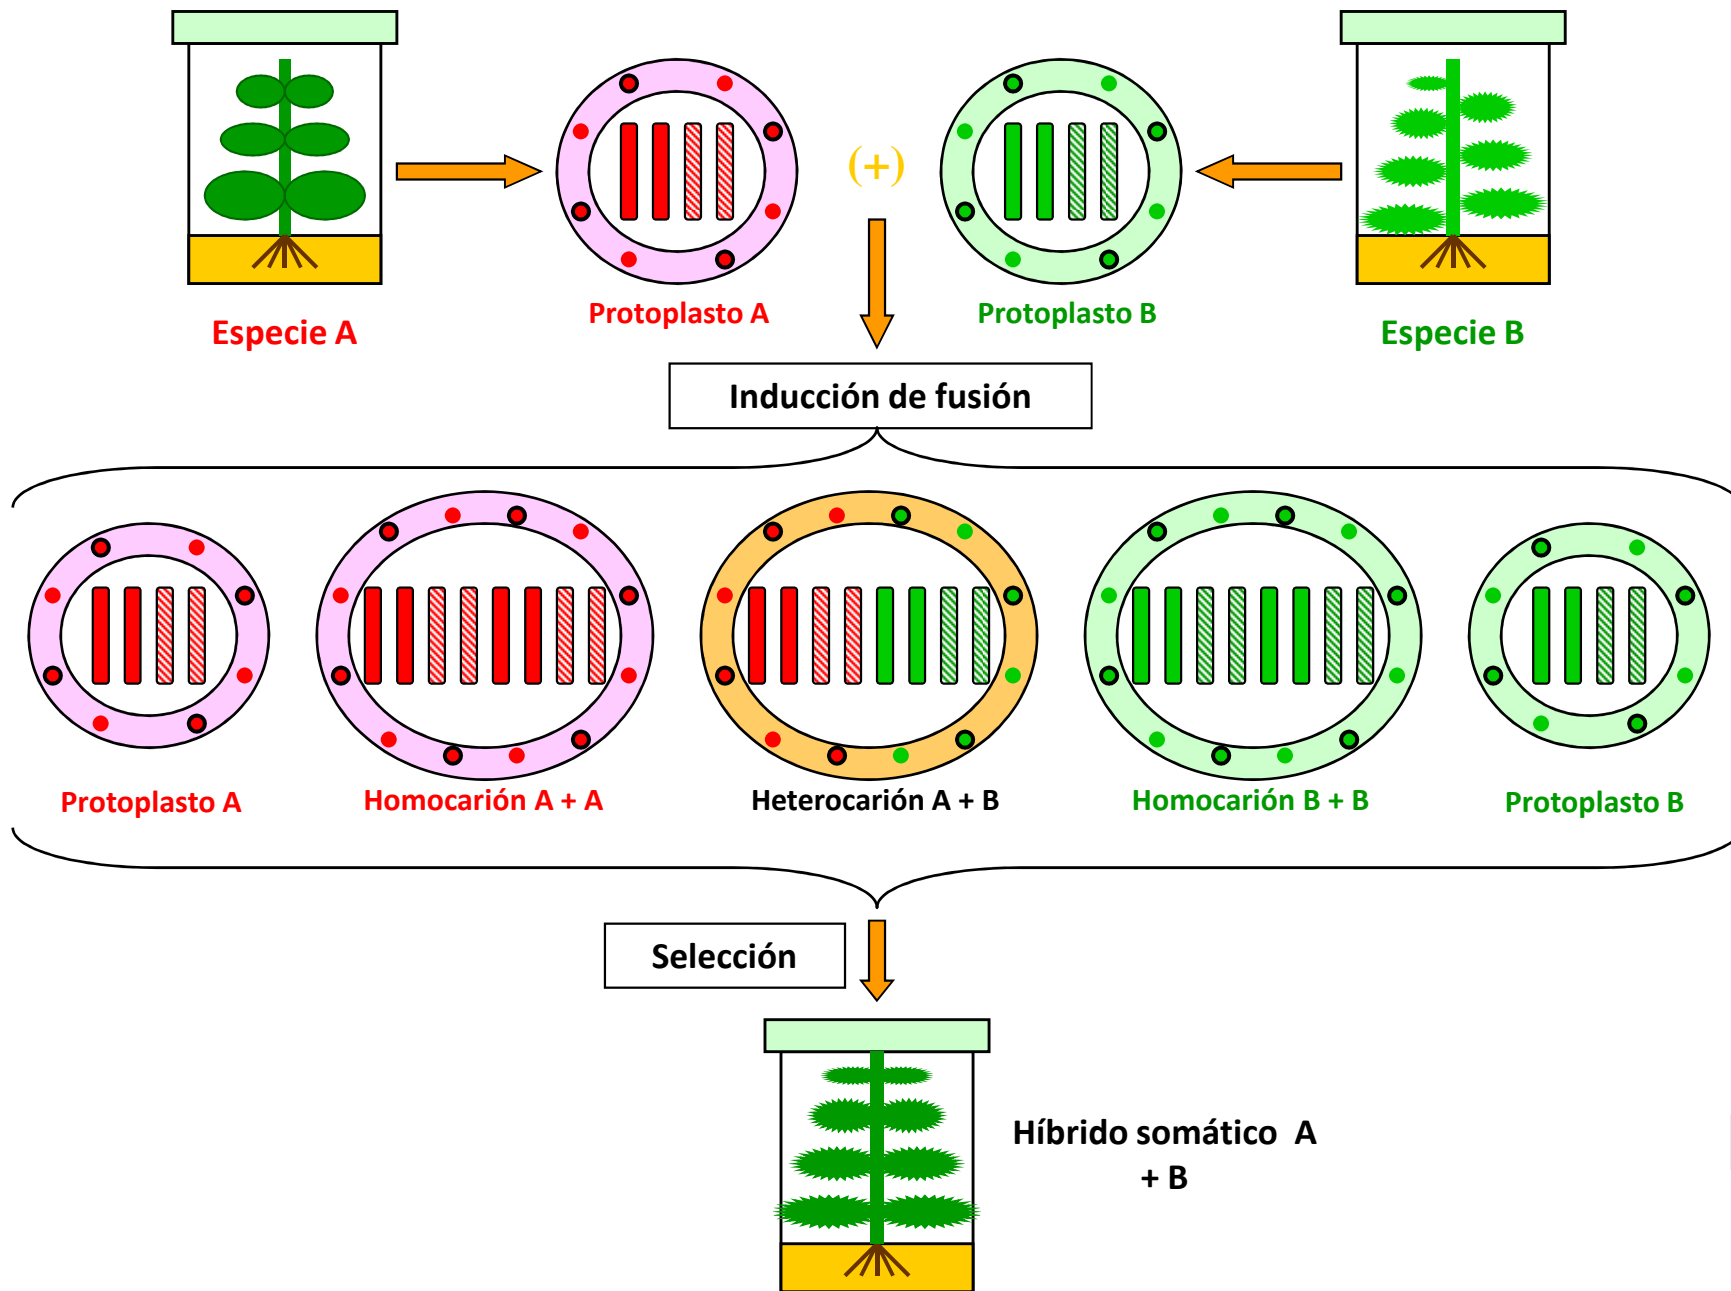 (+)
Protoplasto A
Protoplasto B
Especie A
Especie B
Inducción de fusión
Protoplasto A
Homocarión A + A
Heterocarión A + B
Homocarión B + B
Protoplasto B
Selección
Híbrido somático  A
+ B